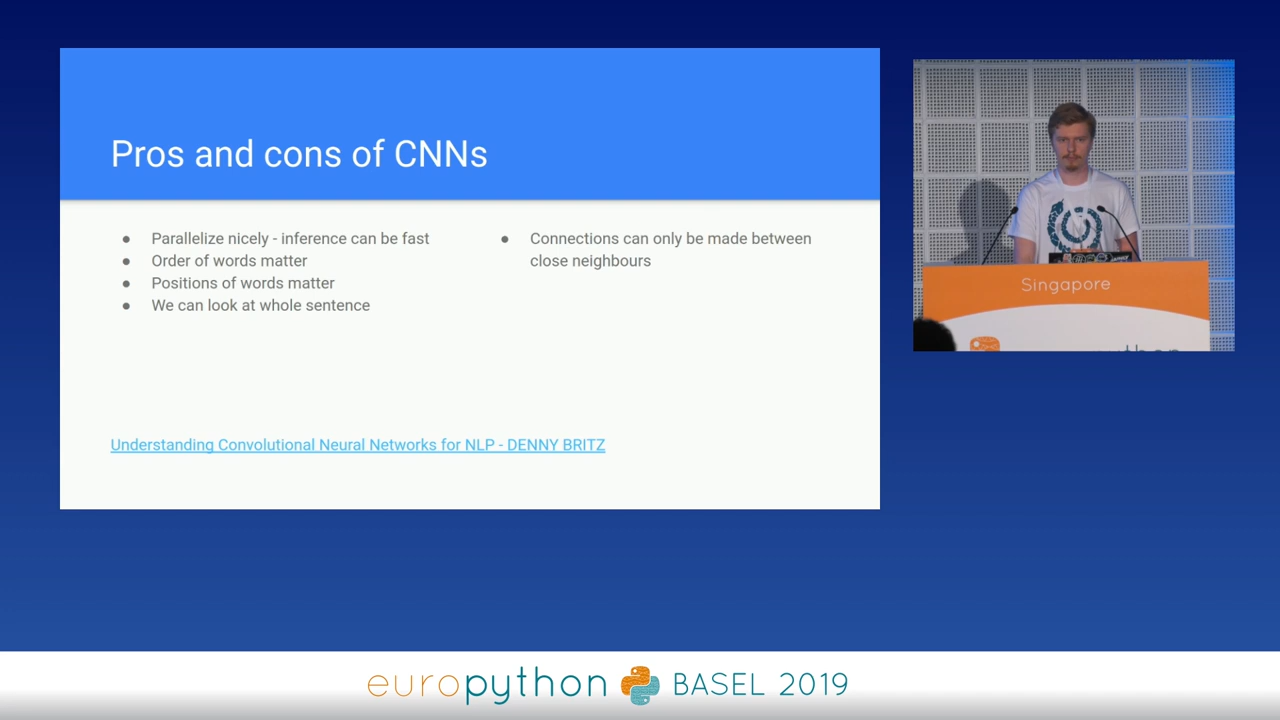 Pros and cons of CNNs
● Parallelize nicely - inference can be fast
● Order of words matter
● Positions of words matter
● We can look at whole sentence
● Connections can only be made between
close neighbours
Understanding Convolutional Neural Networks for NLP - DENNY BRITZ
Singapore
europython BASEL 2019